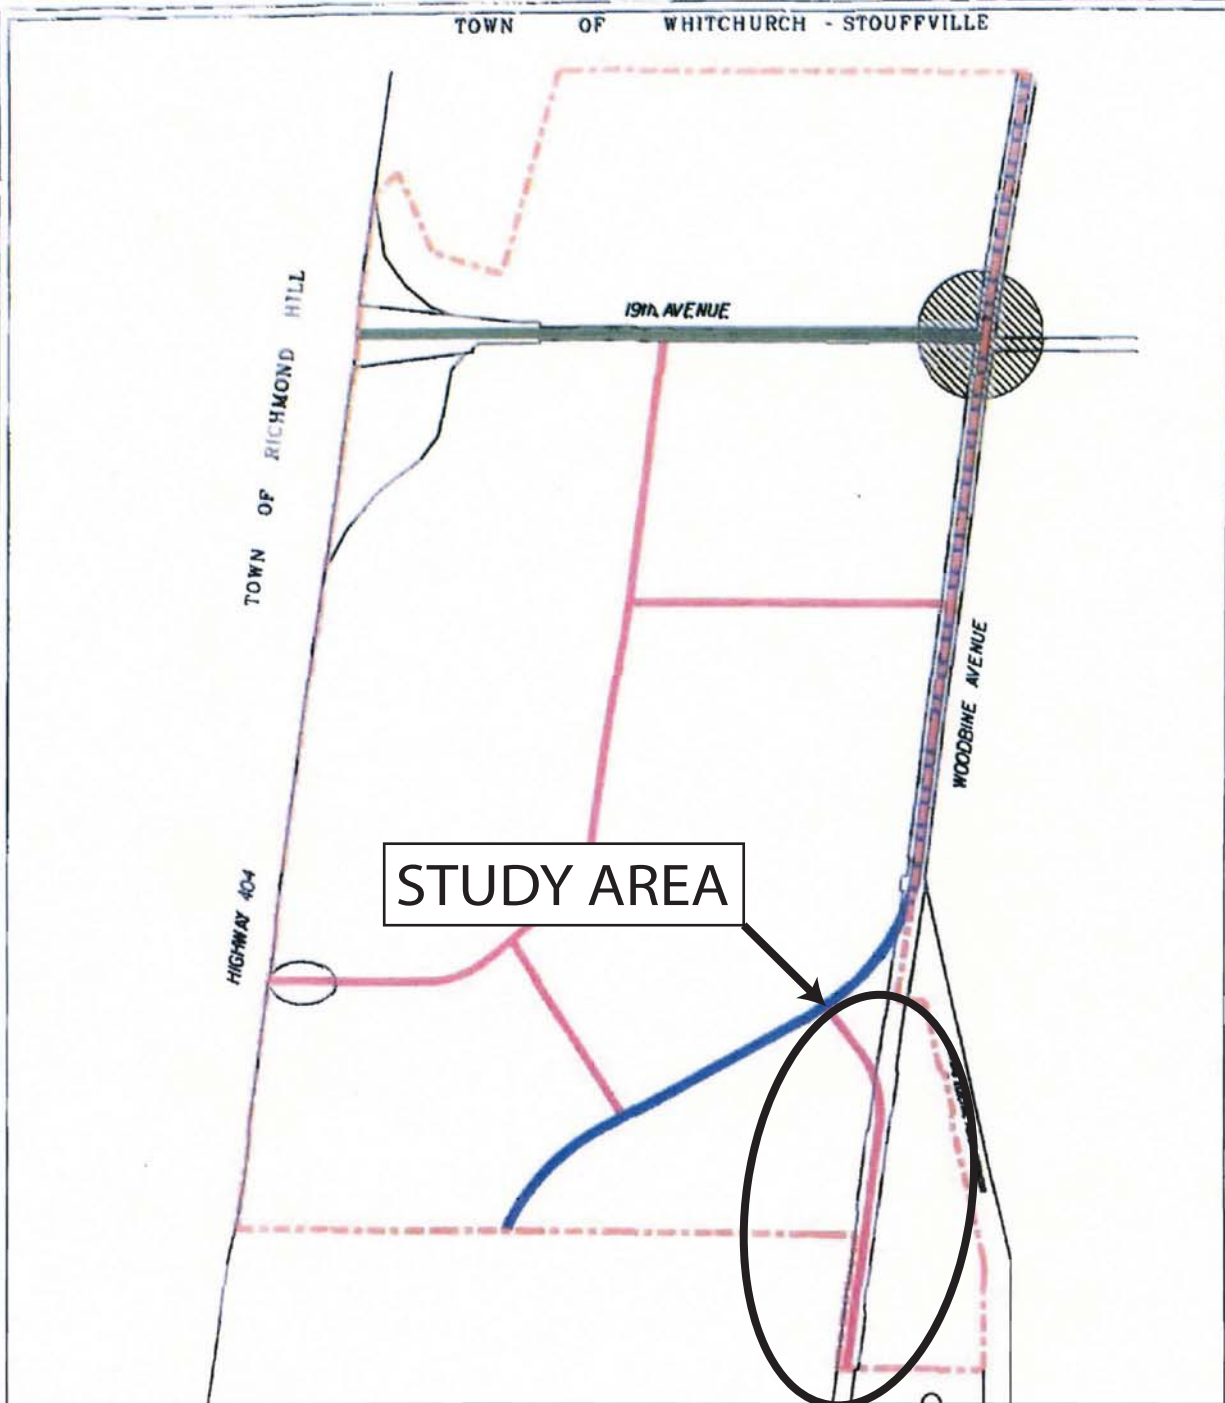 TOWN OF WHITCHURCH - STOUFFVILLE
19th AVENUE
TOWN OF RICHMOND HILL
WOODBINE AVENUE
STUDY AREA
HIGHWAY 404